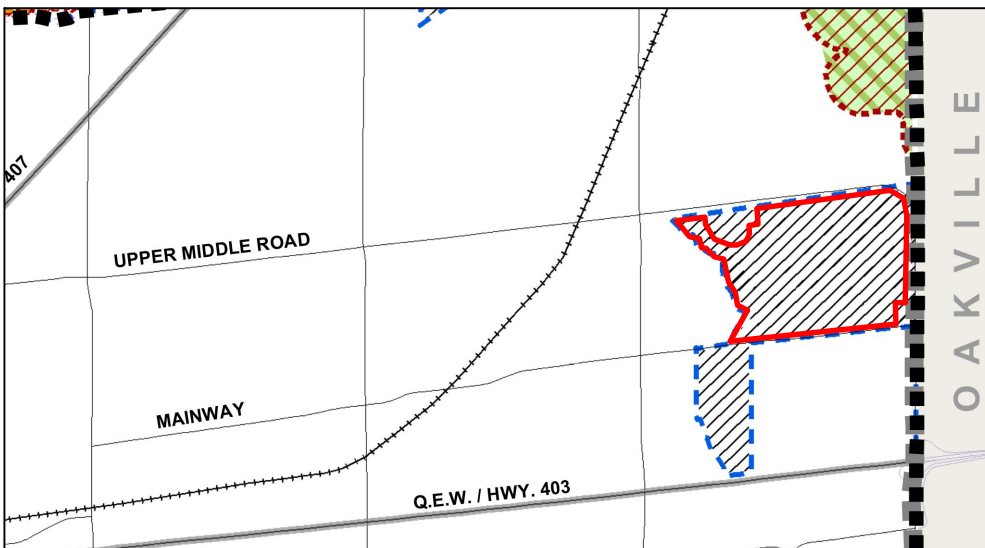 407
UPPER MIDDLE ROAD
MAINWAY
Q.E.W. / HWY. 403
OAKVILLE